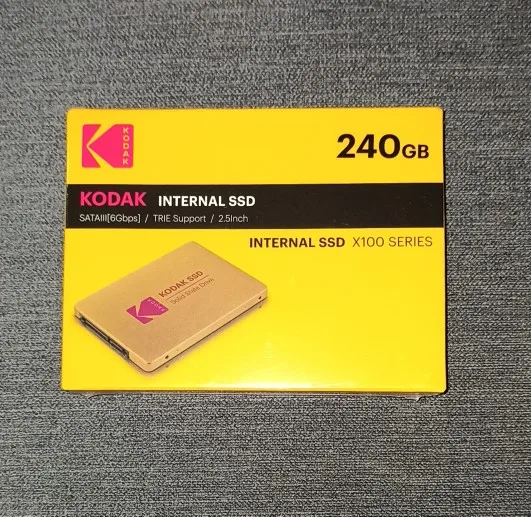 KODAK
240GB
KODAK INTERNAL SSD
SATAIII[6Gbps] / TRIE Support / 2.5Inch
INTERNAL SSD X100 SERIES
KODAK SSD
Solid State Drive
KODAK